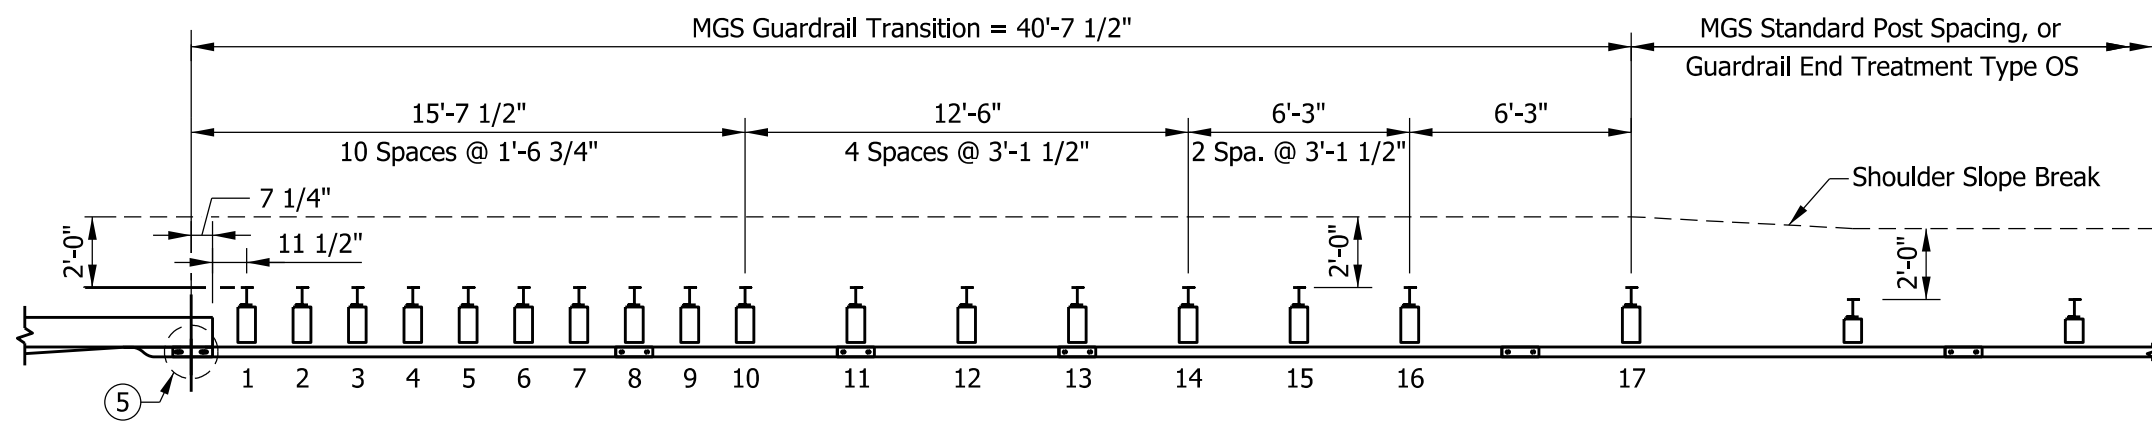 MGS Guardrail Transition = 40'-7 1/2"
MGS Standard Post Spacing, or
Guardrail End Treatment Type OS
15'-7 1/2"
12'-6"
6'-3"
6'-3"
10 Spaces @ 1'-6 3/4"
4 Spaces @ 3'-1 1/2"
2 Spa. @ 3'-1 1/2"
Shoulder Slope Break
7 1/4"
11 1/2"
2'-0"
2'-0"
2'-0"
1 2 3 4 5 6 7 8 9 10 11 12 13 14 15 16 17
5